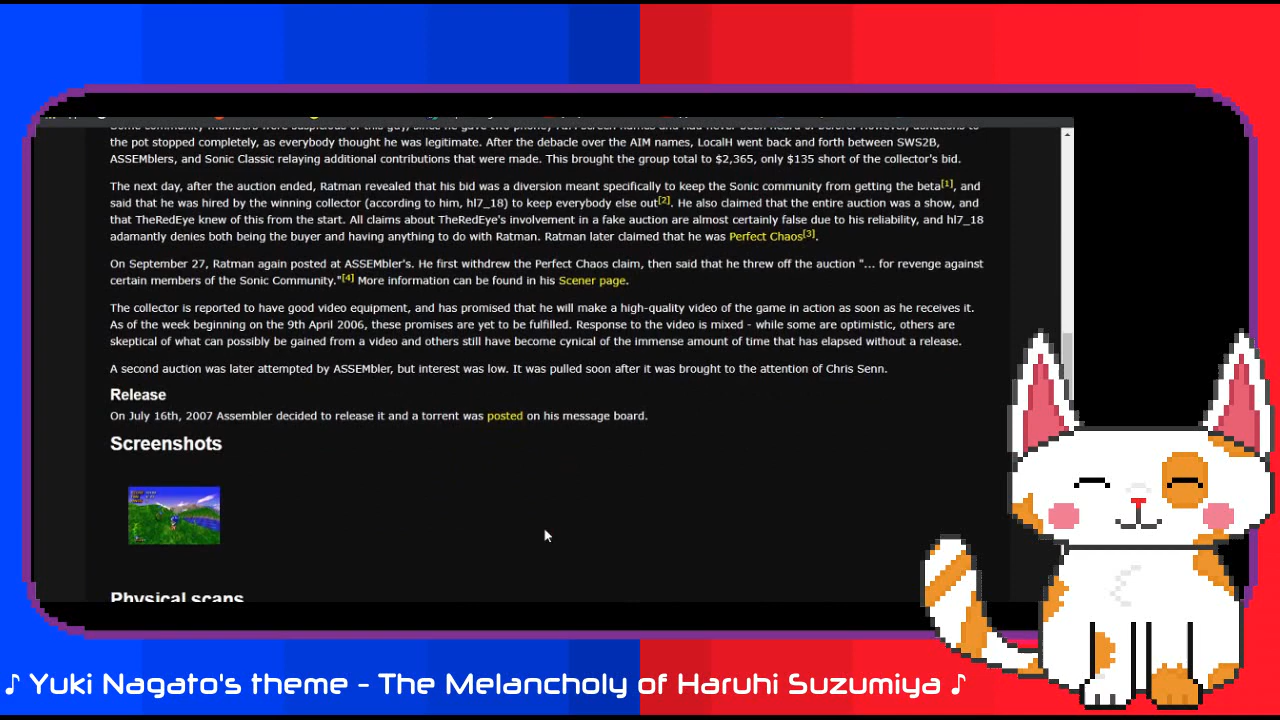 the pot stopped completely, as everybody thought he was legitimate. After the debacle over the AIM names, LocalH went back and forth between SWS2B,
ASSEMblers, and Sonic Classic relaying additional contributions that were made. This brought the group total to $2,365, only $135 short of the collector's bid.
The next day, after the auction ended, Ratman revealed that his bid was a diversion meant specifically to keep the Sonic community from getting the beta[1], and
said that he was hired by the winning collector (according to him, hl7_18) to keep everybody else out[2]. He also claimed that the entire auction was a show, and
that TheRedEye knew of this from the start. All claims about TheRedEye's involvement in a fake auction are almost certainly false due to his reliability, and hl7_18
adamantly denies both being the buyer and having anything to do with Ratman. Ratman later claimed that he was Perfect Chaos[3].
On September 27, Ratman again posted at ASSEMbler's. He first withdrew the Perfect Chaos claim, then said that he threw off the auction "... for revenge against
certain members of the Sonic Community."[4] More information can be found in his Scener page.
The collector is reported to have good video equipment, and has promised that he will make a high-quality video of the game in action as soon as he receives it.
As of the week beginning on the 9th April 2006, these promises are yet to be fulfilled. Response to the video is mixed - while some are optimistic, others are
skeptical of what can possibly be gained from a video and others still have become cynical of the immense amount of time that has elapsed without a release.
A second auction was later attempted by ASSEMbler, but interest was low. It was pulled soon after it was brought to the attention of Chris Senn.
Release
On July 16th, 2007 Assembler decided to release it and a torrent was posted on his message board.
Screenshots
Physical scans
♪ Yuki Nagato's theme - The Melancholy of Haruhi Suzumiya ♪